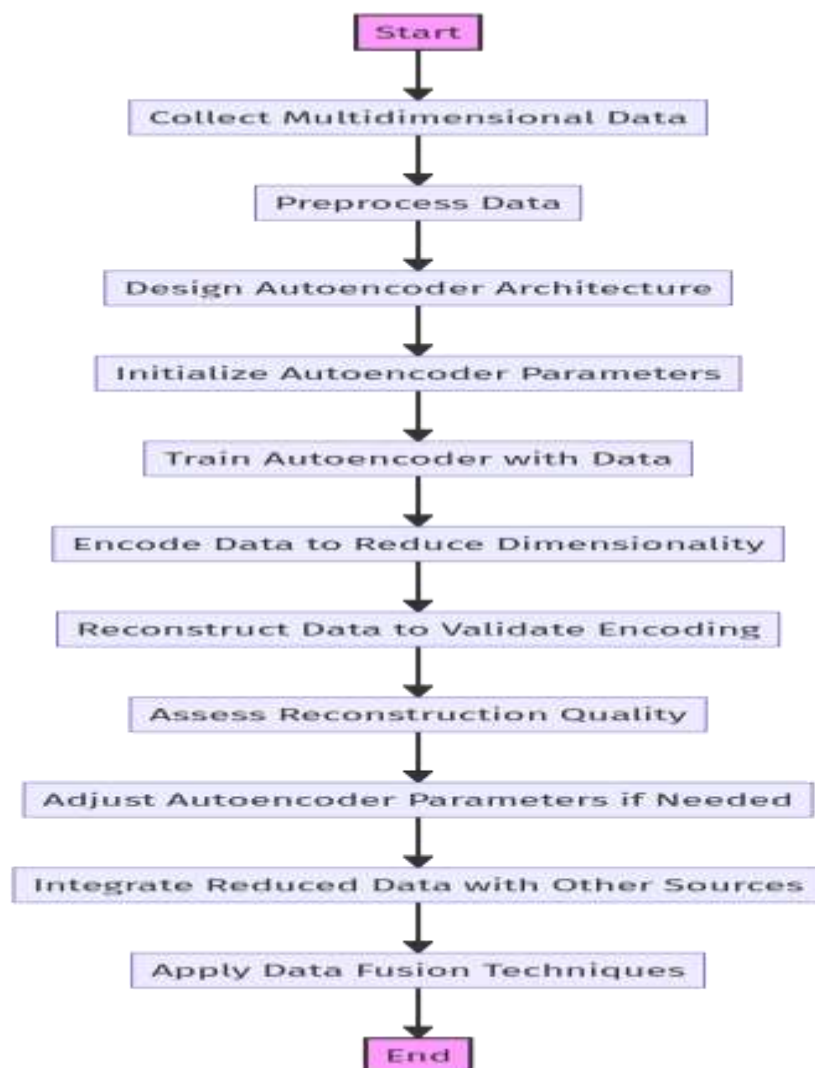 Start
Collect Multidimensional Data
Preprocess Data
Design Autoencoder Architecture
Initialize Autoencoder Parameters
Train Autoencoder with Data
Encode Data to Reduce Dimensionality
Reconstruct Data to Validate Encoding
Assess Reconstruction Quality
Adjust Autoencoder Parameters if Needed
Integrate Reduced Data with Other Sources
Apply Data Fusion Techniques
End